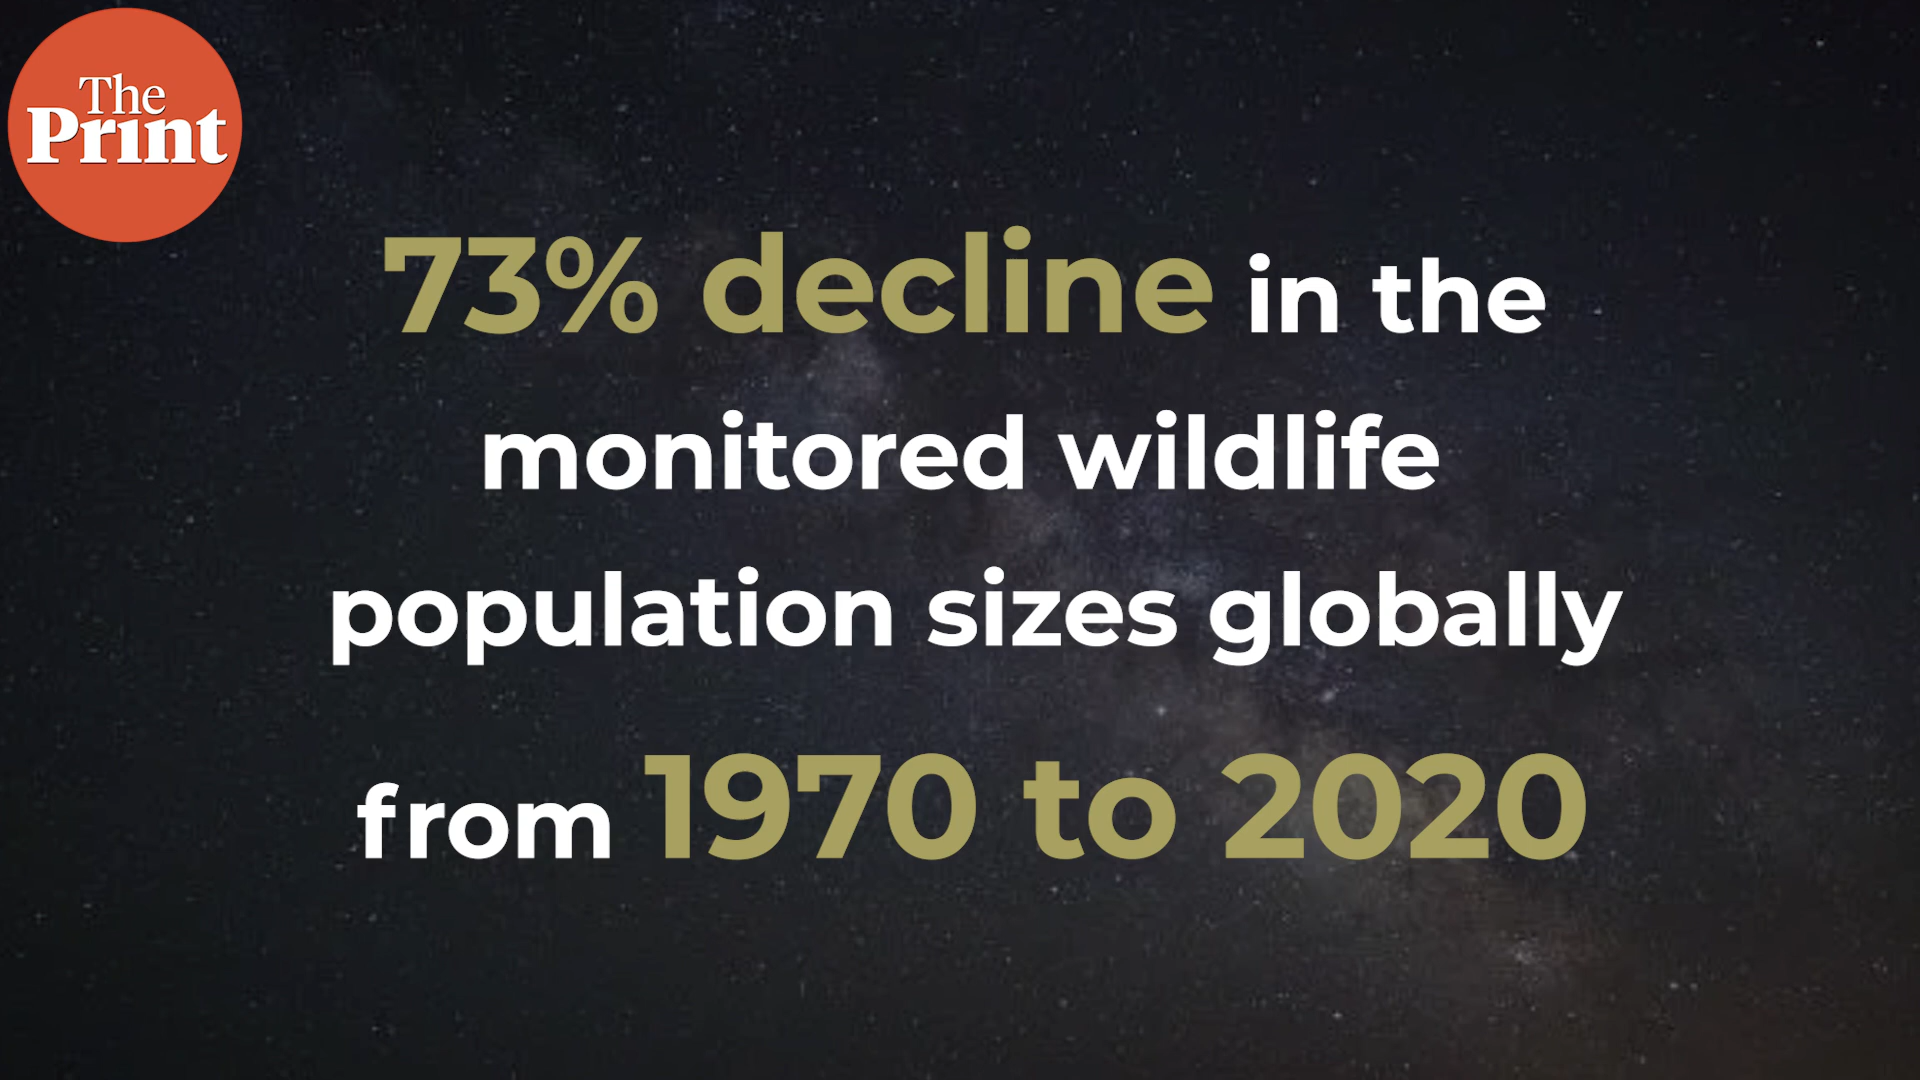 The
Print
73% decline in the
monitored wildlife
population sizes globally
from 1970 to 2020